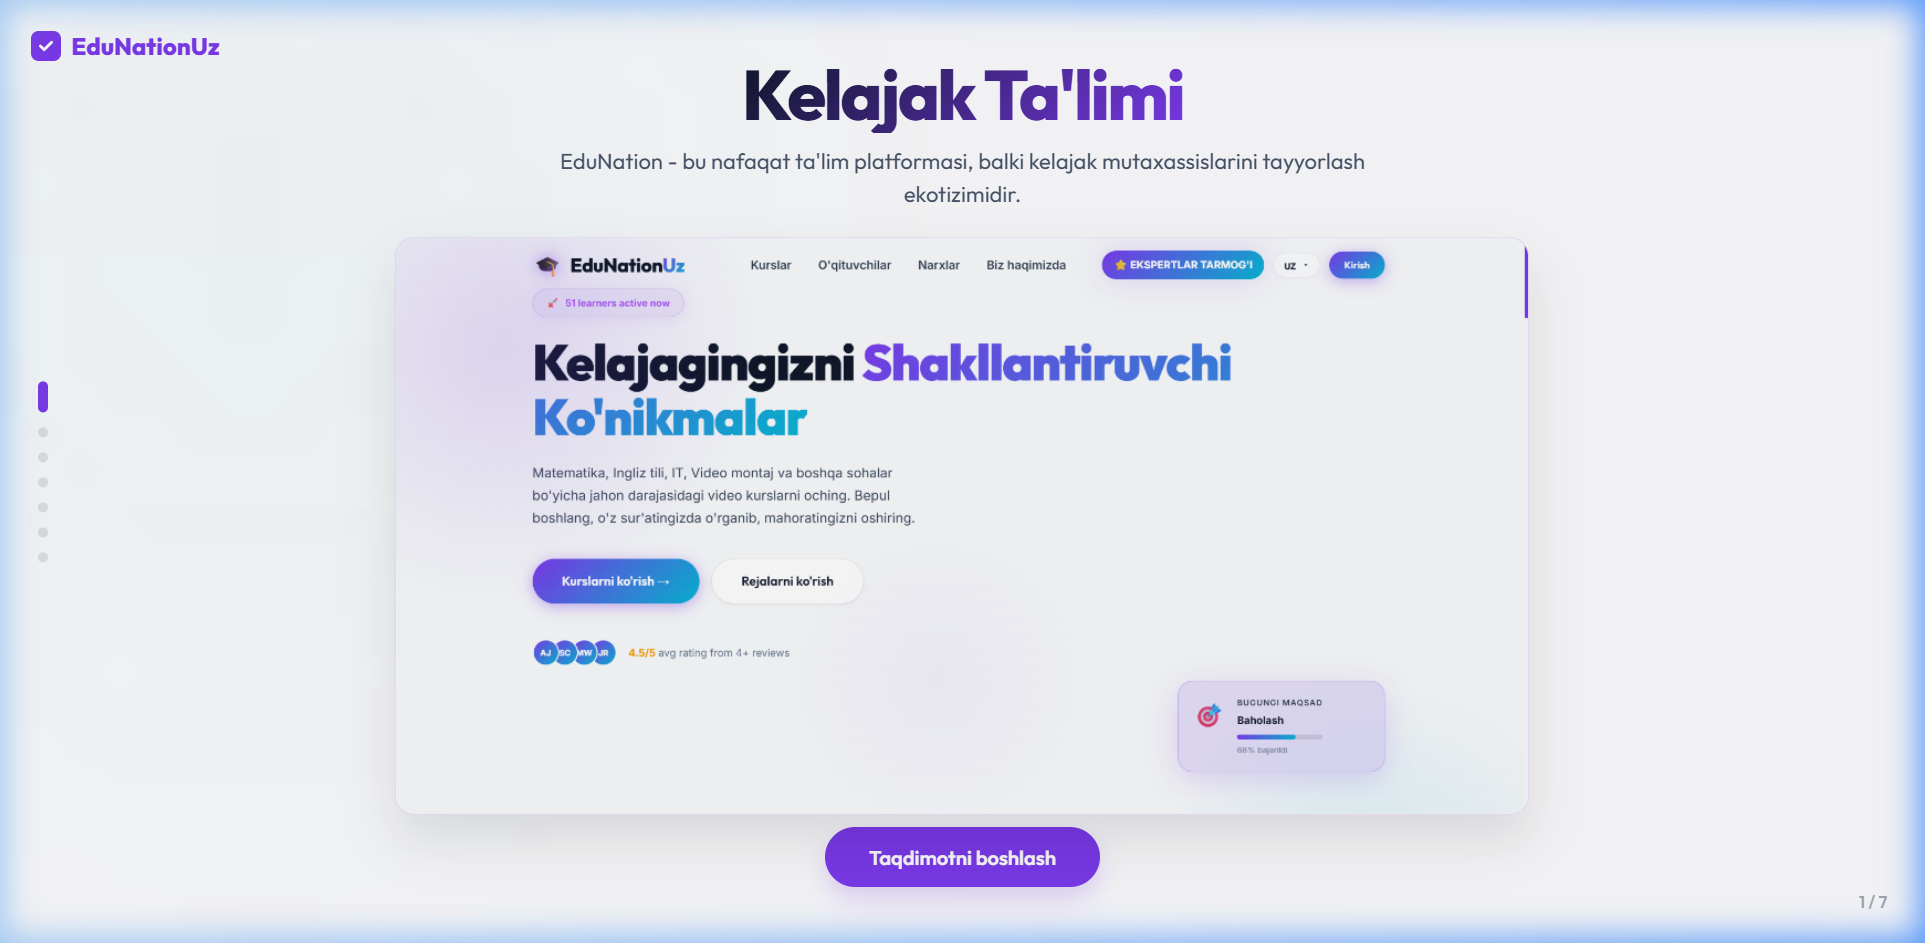 EduNationUz
Kelajak Ta'limi
EduNation - bu nafaqat ta'lim platformasi, balki kelajak mutaxassislarini tayyorlash
ekotizimidir.
EduNationUz
Kurslar
O'qituvchilar
Narxlar
Biz haqimizda
EKSPERTLAR TARMOG'I
UZ
Kirish
51 learners active now
Kelajagingizni Shakllantiruvchi
Ko'nikmalar
Matematika, Ingliz tili, IT, Video montaj va boshqa sohalar
bo'yicha jahon darajasidagi video kurslarni oching. Bepul
boshlang, o'z sur'atingizda o'rganib, mahoratingizni oshiring.
Kurslarni ko'rish →
Rejalarni ko'rish
AJ SC MW JR
4.5/5 avg rating from 4+ reviews
BUGUNGI MAQSAD
Baholash
68% bajarildi
Taqdimotni boshlash
1 / 7